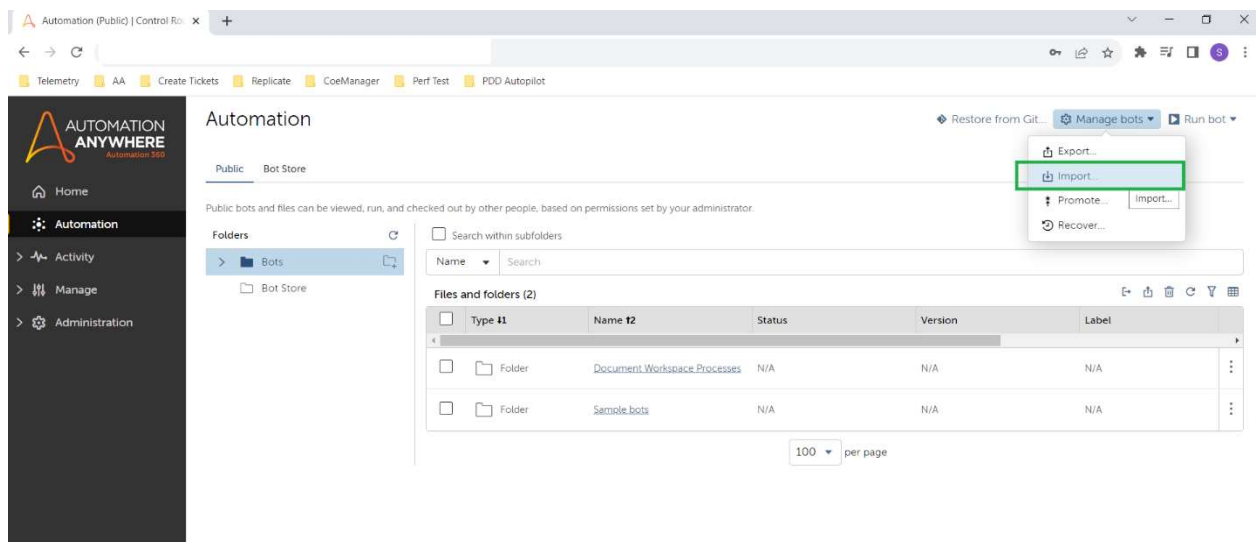 Automation (Public) | Control Ro
Telemetry AA Create Tickets Replicate CoeManager Perf Test PDD Autopilot
S
AUTOMATION
ANYWHERE
Automation 360
Home
Automation
Activity
Manage
Administration
Automation
Restore from Git... Manage bots Run bot
Export...
Import...
Promote...
Import...
Recover...
Public Bot Store
Public bots and files can be viewed, run, and checked out by other people, based on permissions set by your administrator.
Folders
Bots
Bot Store
Search within subfolders
Name Search
Files and folders (2)
Type 1 Name 2 Status Version Label
Folder Document Workspace Processes N/A N/A N/A
Folder Sample bots N/A N/A N/A
100 per page